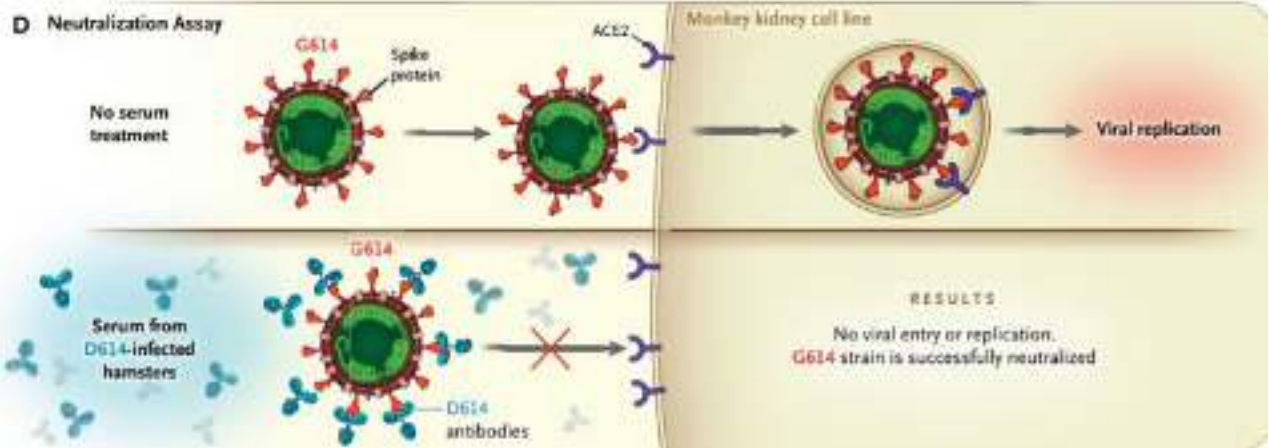 D Neutralization Assay
Monkey kidney cell line
ACE2
G614
Spike
protein
No serum
treatment
Viral replication
G614
Serum from
D614-infected
hamsters
D614
antibodies
RESULTS
No viral entry or replication.
G614 strain is successfully neutralized